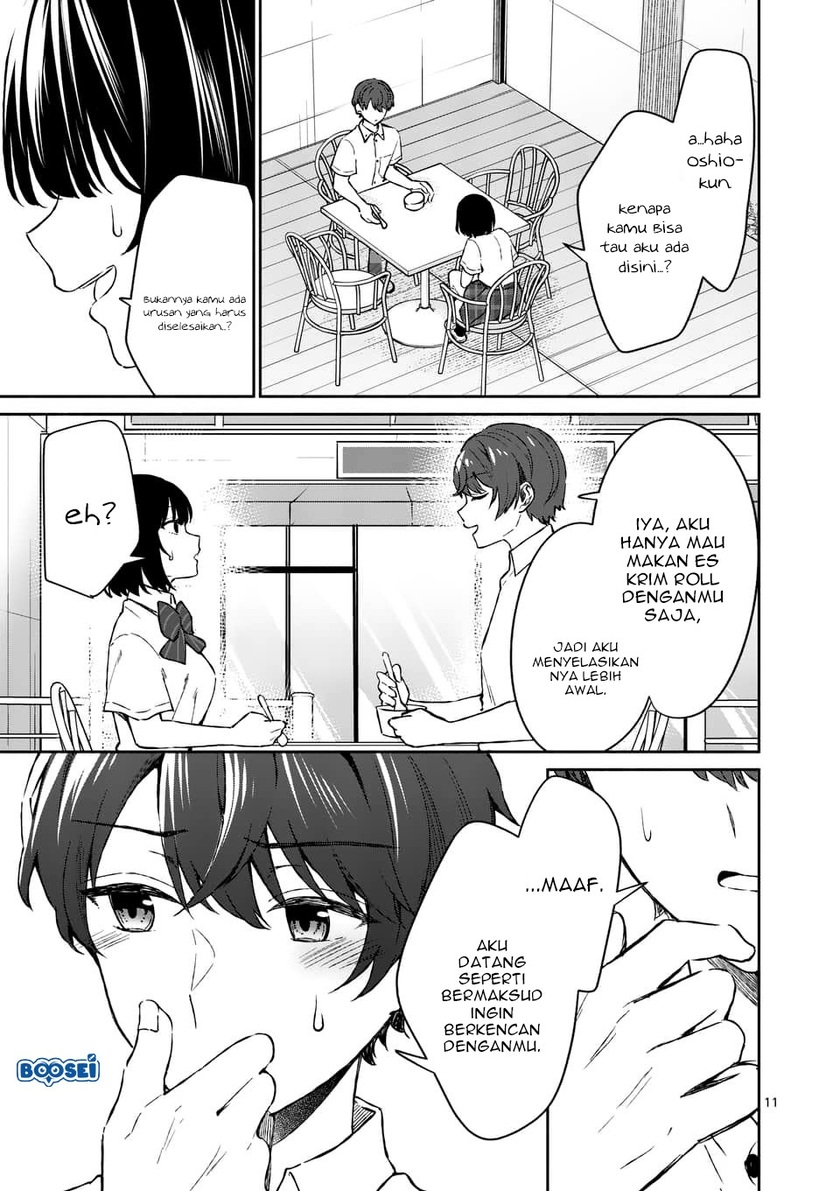 a...haha
oshio-
kun
kenapa
kamu bisa
tau aku ada
disini...?
Bukannya kamu ada
urusan yang harus
diselesaikan...?
IYA, AKU
HANYA MAU
MAKAN ES
KRIM ROLL
DENGANMU
SAJA,
JADI AKU
MENYELASIKAN
NYA LEBIH
AWAL.
eh?
...MAAF.
AKU
DATANG
SEPERTI
BERMAKSUD
INGIN
BERKENCAN
DENGANMU.
BOOSEI
11